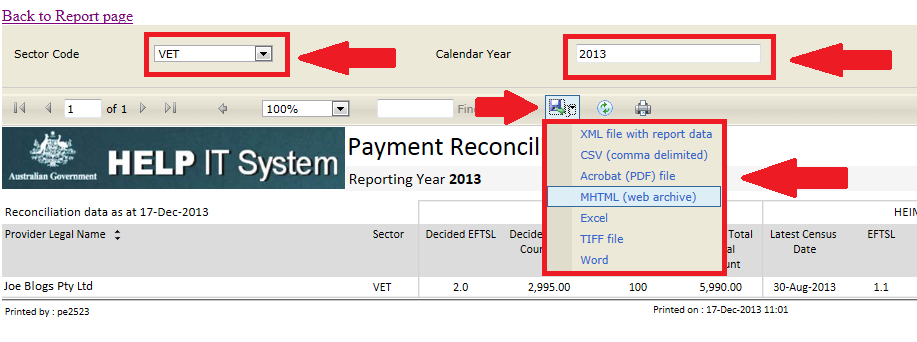 Back to Report page
Sector Code VET Calendar Year 2013
1 of 1 100% Fin
XML file with report data
CSV (comma delimited)
Acrobat (PDF) file
MHTML (web archive)
Excel
TIFF file
Word
Australian Government HELP IT System Payment Reconcil
Reporting Year 2013
Reconciliation data as at 17-Dec-2013 HEIM
Provider Legal Name Sector Decided EFTSL Total Latest Census EFTSL
Date
Joe Blogs Pty Ltd VET 2.0 2,995.00 100 5,990.00 30-Aug-2013 1.1
Printed by : pe2523 Printed on : 17-Dec-2013 11:01